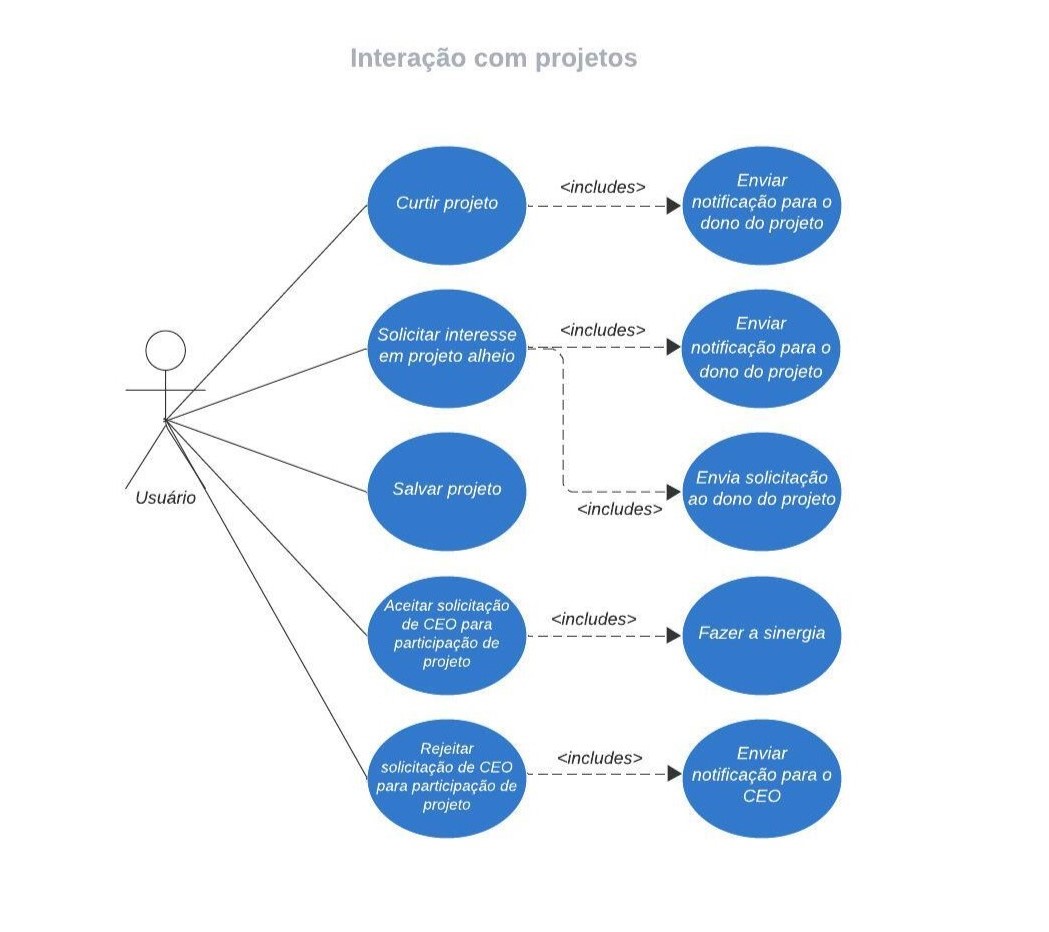 Interação com projetos
Curtir projeto
<includes>
Enviar
notificação para o
dono do projeto
Solicitar interesse
em projeto alheio
<includes>
Enviar
notificação para o
dono do projeto
Usuário
Salvar projeto
Envia solicitação
ao dono do projeto
<includes>
Aceitar solicitação
de CEO para
participação de
projeto
<includes>
Fazer a sinergia
Rejeitar
solicitação de CEO
para participação de
projeto
<includes>
Enviar
notificação para o
CEO